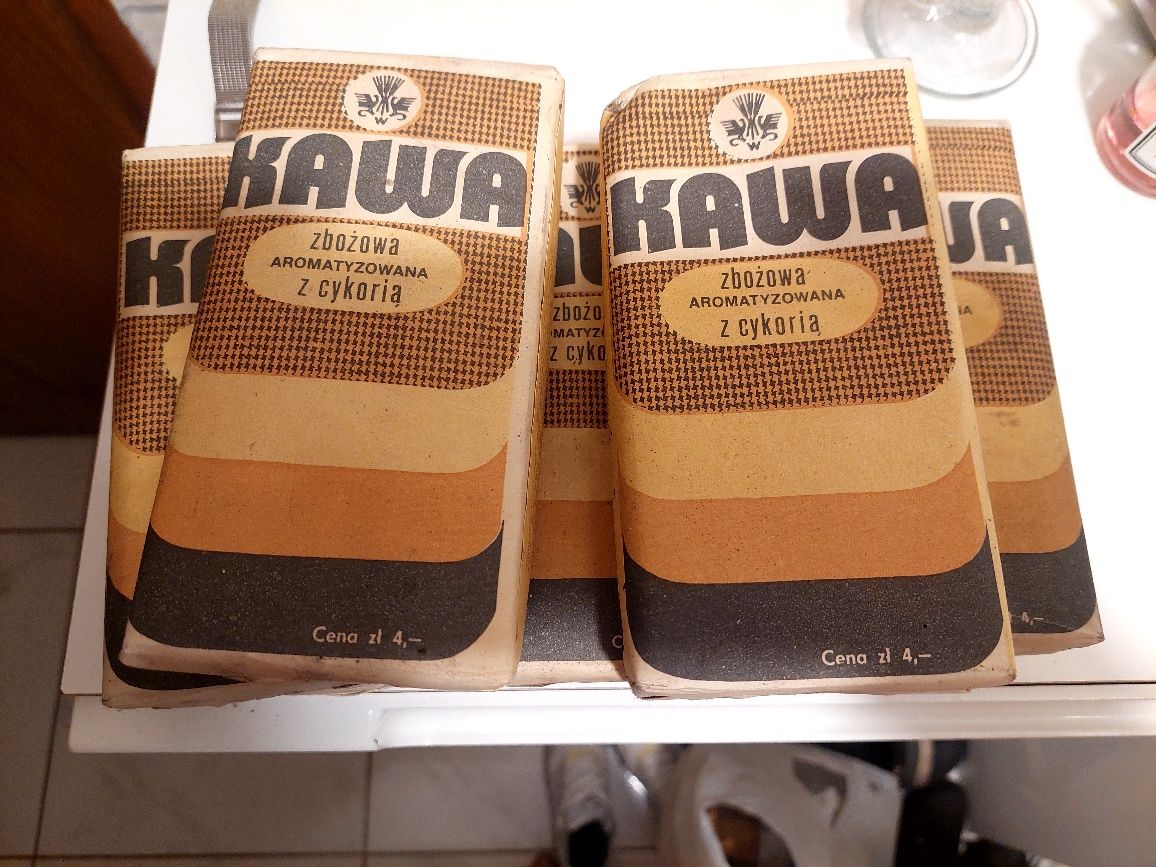 KAWA
zbożowa
AROMATYZOWANA
z cykorią
Cena zł 4,—
W
KAWA
zbożowa
AROMATYZOWANA
z cykorią
Cena zł 4,—